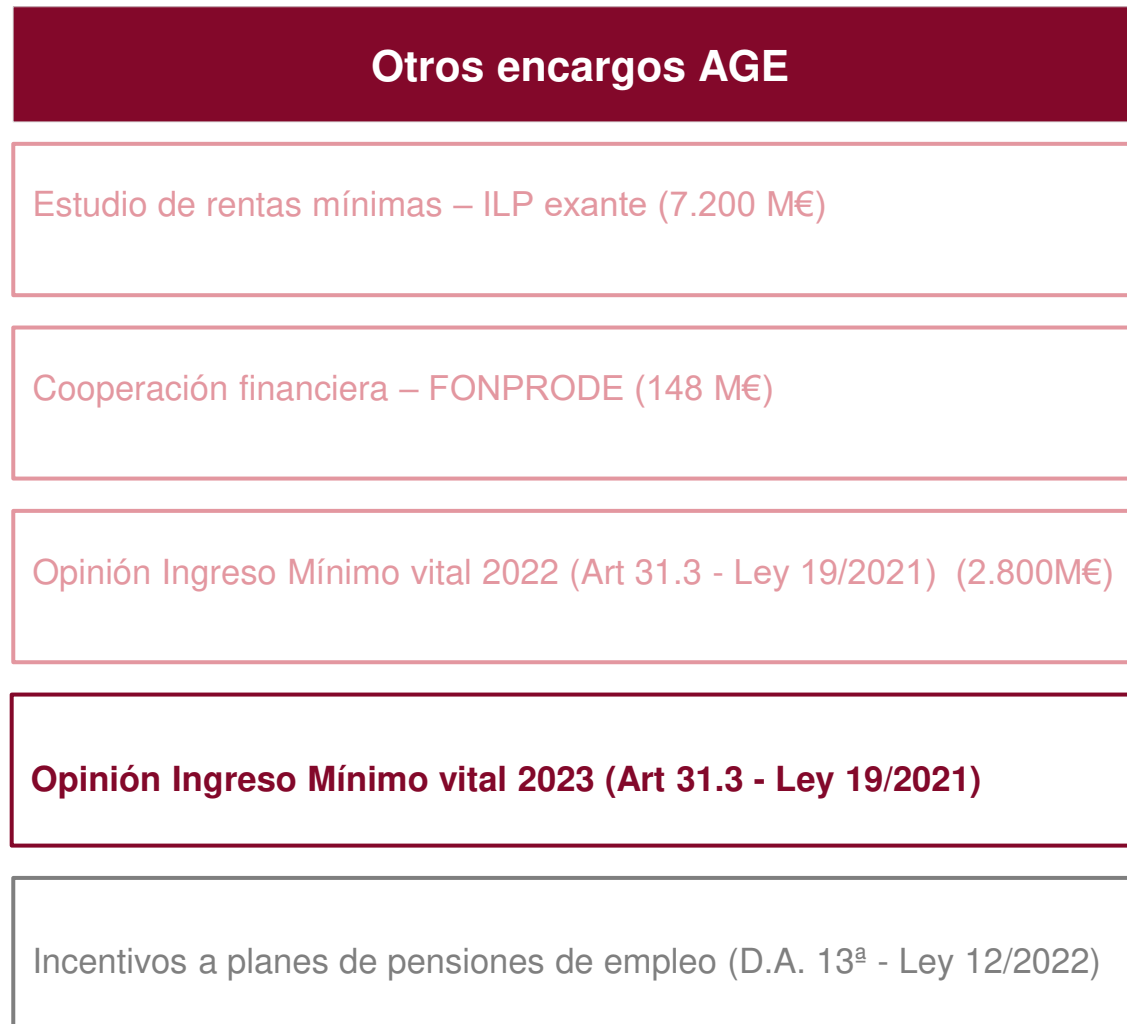 Otros encargos AGE
Estudio de rentas mínimas – ILP exante (7.200 M€)
Cooperación financiera – FONPRODE (148 M€)
Opinión Ingreso Mínimo vital 2022 (Art 31.3 - Ley 19/2021)  (2.800M€)
Opinión Ingreso Mínimo vital 2023 (Art 31.3 - Ley 19/2021)
Incentivos a planes de pensiones de empleo (D.A. 13ª - Ley 12/2022)